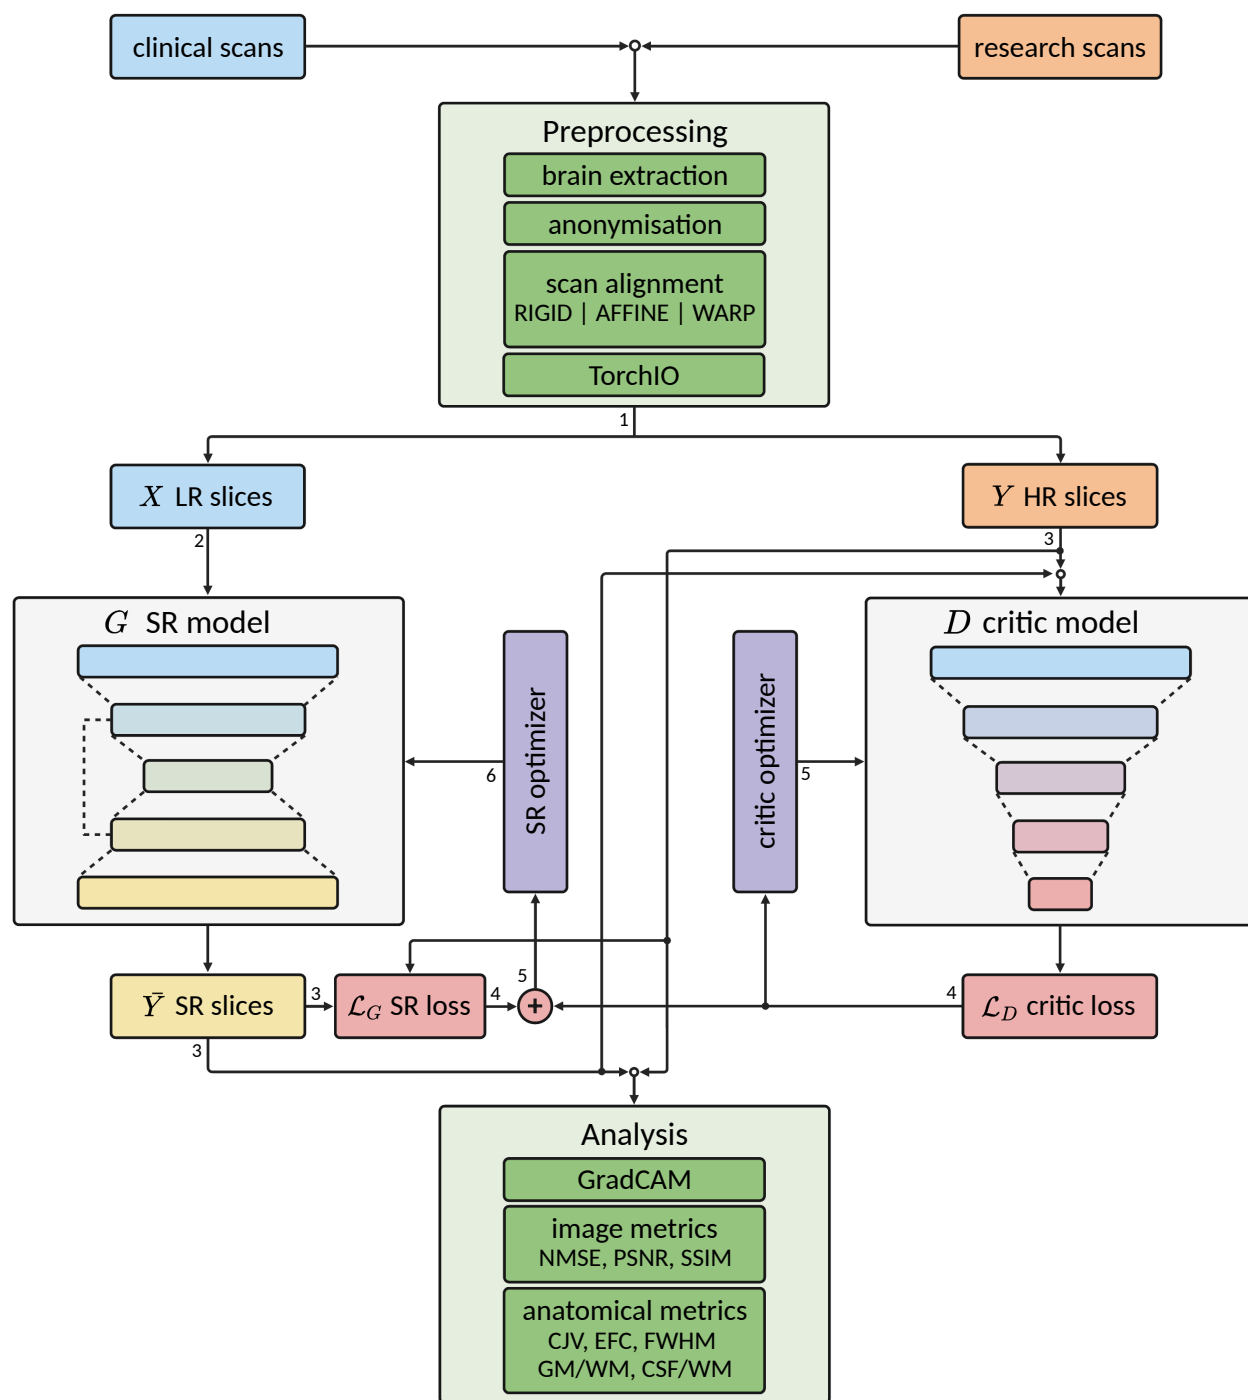 clinical scans
research scans
Preprocessing
brain extraction
anonymisation
scan alignment
RIGID | AFFINE | WARP
TorchIO
1
X LR slices
Y HR slices
2
3
G SR model
D critic model
SR optimizer
critic optimizer
6
5
5
Ȳ SR slices
3
ℒG SR loss
4
+
4
ℒD critic loss
3
Analysis
GradCAM
image metrics
NMSE, PSNR, SSIM
anatomical metrics
CJV, EFC, FWHM
GM/WM, CSF/WM